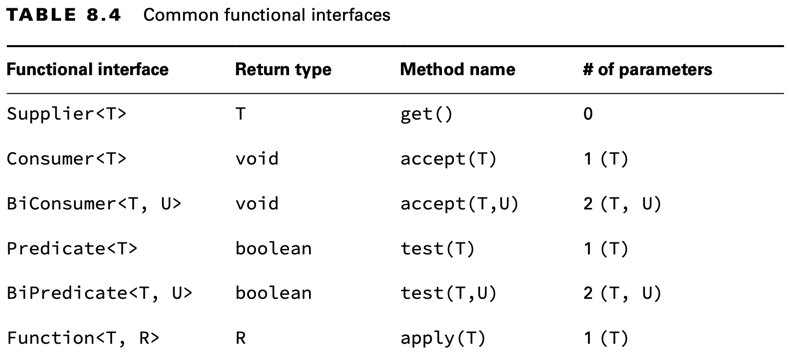 TABLE 8.4 Common functional interfaces
Functional interface Return type Method name # of parameters
Supplier<T> T get() 0
Consumer<T> void accept(T) 1 (T)
BiConsumer<T, U> void accept(T,U) 2 (T, U)
Predicate<T> boolean test(T) 1 (T)
BiPredicate<T, U> boolean test(T,U) 2 (T, U)
Function<T, R> R apply(T) 1 (T)